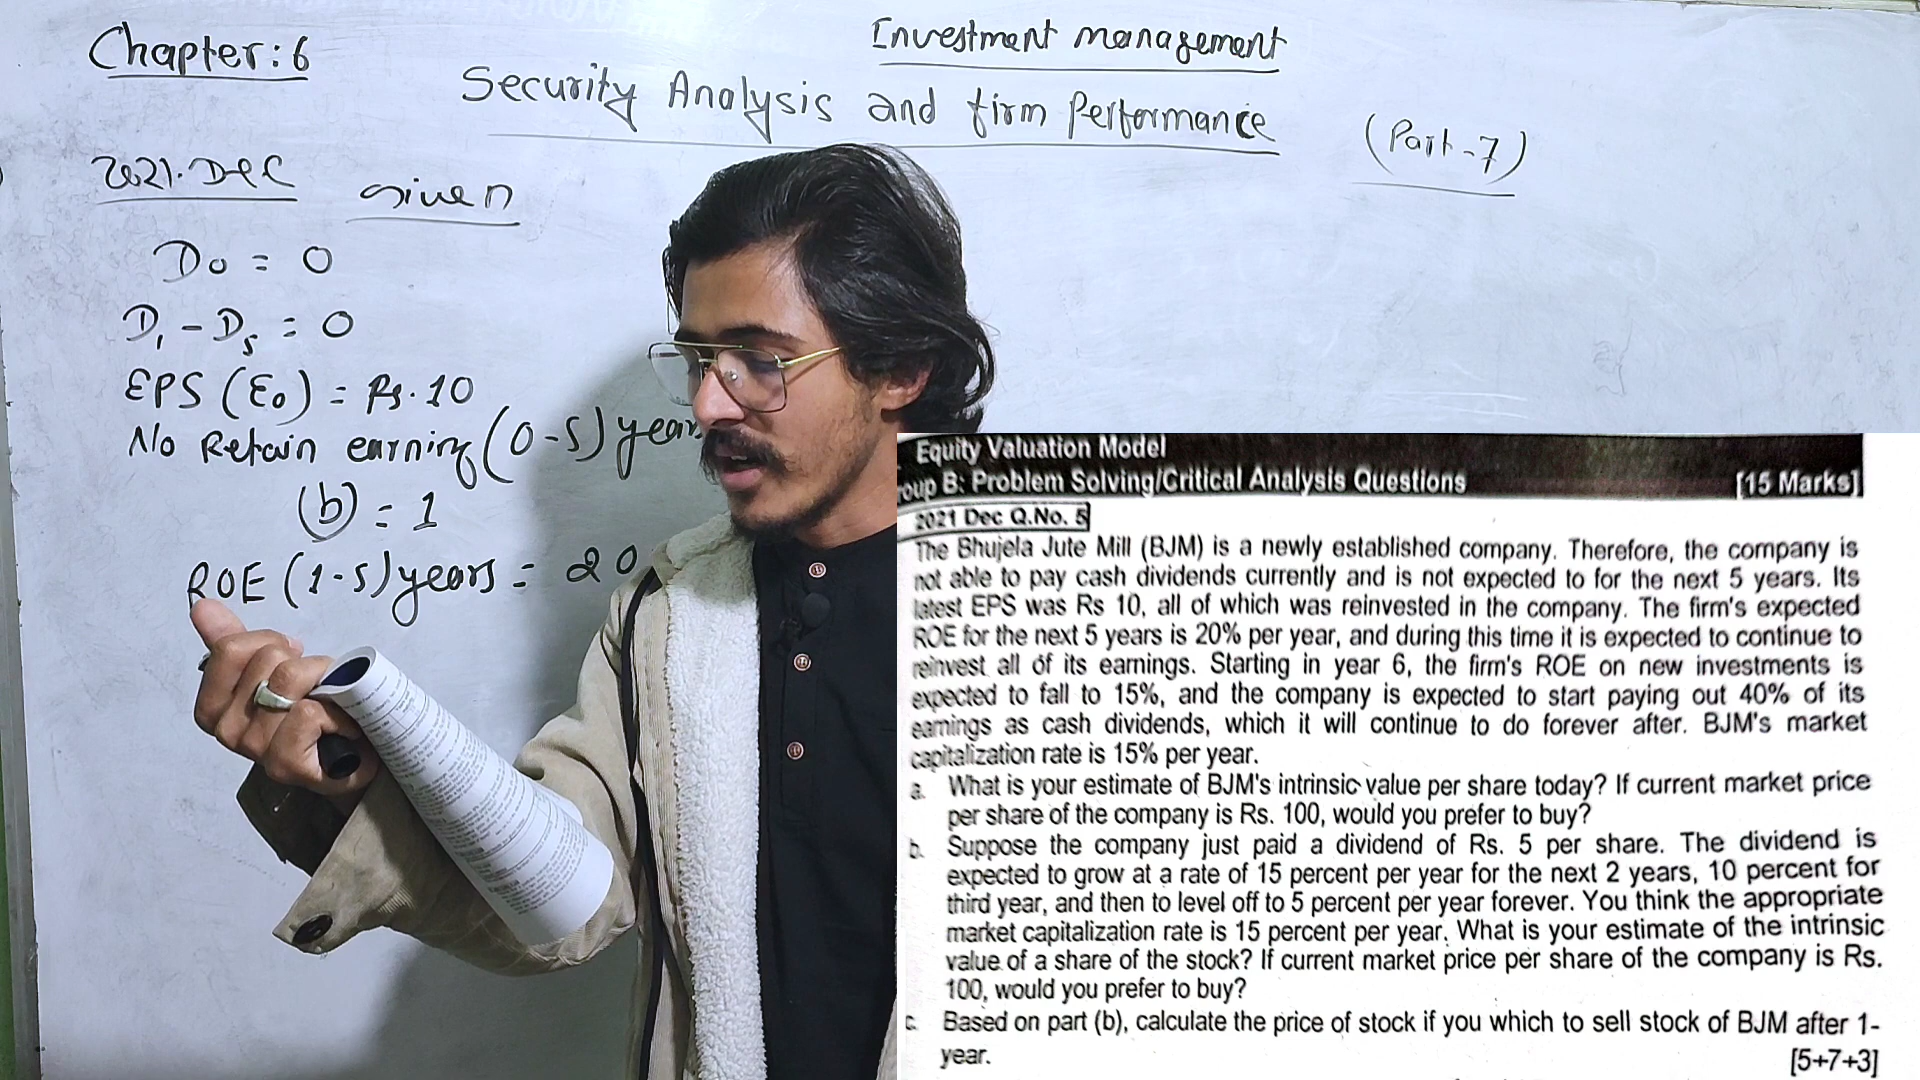 Chapter: 6
Investment management
Security Analysis and firm Performance
(Part-7)
2021. Dec given
D0 = 0
D1 - D5 = 0
EPS (E0) = Rs. 10
No Retain earning (0-5) years
(b) = 1
ROE (1-5) years = 20
Equity Valuation Model
oup B: Problem Solving/Critical Analysis Questions [15 Marks]
2021 Dec Q.No. 5
The Bhujela Jute Mill (BJM) is a newly established company. Therefore, the company is
not able to pay cash dividends currently and is not expected to for the next 5 years. Its
latest EPS was Rs 10, all of which was reinvested in the company. The firm's expected
ROE for the next 5 years is 20% per year, and during this time it is expected to continue to
reinvest all of its earnings. Starting in year 6, the firm's ROE on new investments is
expected to fall to 15%, and the company is expected to start paying out 40% of its
earnings as cash dividends, which it will continue to do forever after. BJM's market
capitalization rate is 15% per year.
a. What is your estimate of BJM's intrinsic value per share today? If current market price
per share of the company is Rs. 100, would you prefer to buy?
b. Suppose the company just paid a dividend of Rs. 5 per share. The dividend is
expected to grow at a rate of 15 percent per year for the next 2 years, 10 percent for
third year, and then to level off to 5 percent per year forever. You think the appropriate
market capitalization rate is 15 percent per year. What is your estimate of the intrinsic
value of a share of the stock? If current market price per share of the company is Rs.
100, would you prefer to buy?
c. Based on part (b), calculate the price of stock if you which to sell stock of BJM after 1-
year. [5+7+3]